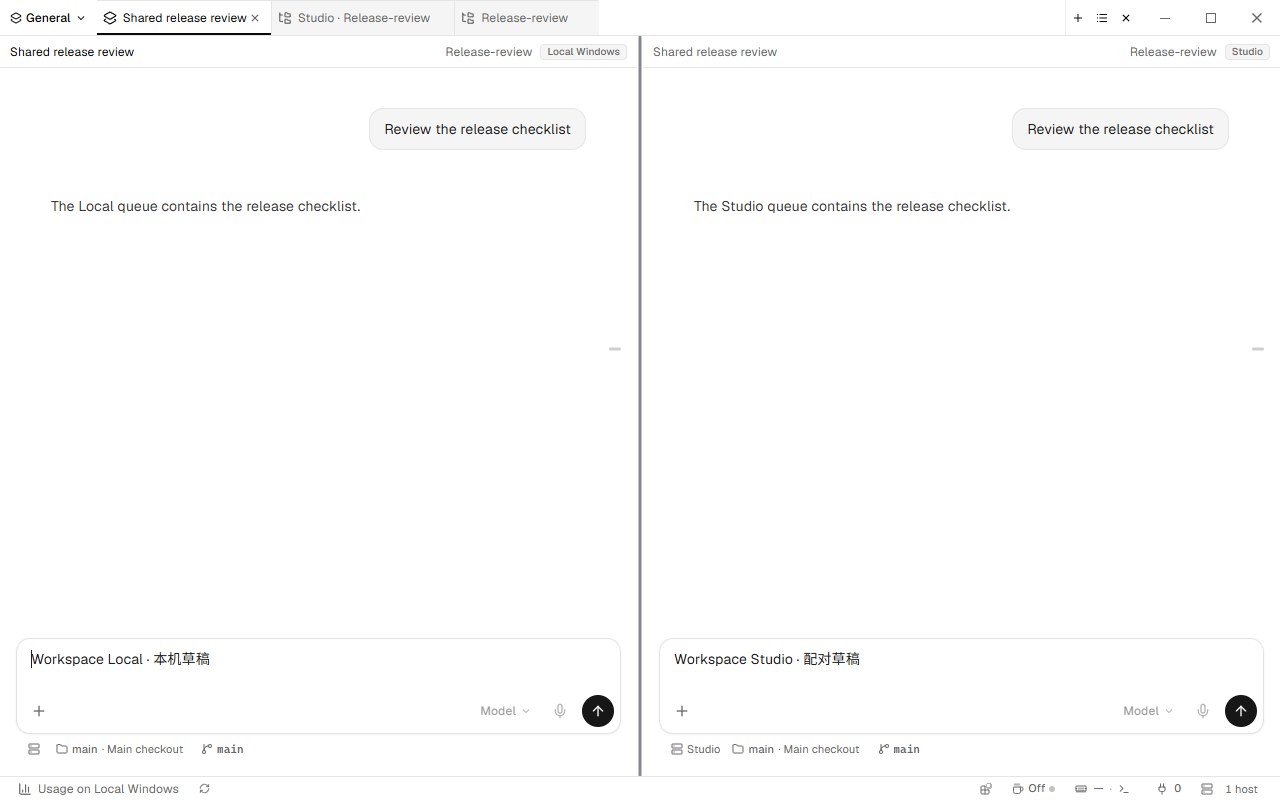 General
Shared release review
Studio · Release-review
Release-review
Shared release review
Release-review
Local Windows
Shared release review
Release-review
Studio
Review the release checklist
The Local queue contains the release checklist.
Review the release checklist
The Studio queue contains the release checklist.
Workspace Local · 本机草稿
Model
main · Main checkout
main
Workspace Studio · 配对草稿
Model
Studio
main · Main checkout
main
Usage on Local Windows
Off
— ·
0
1 host